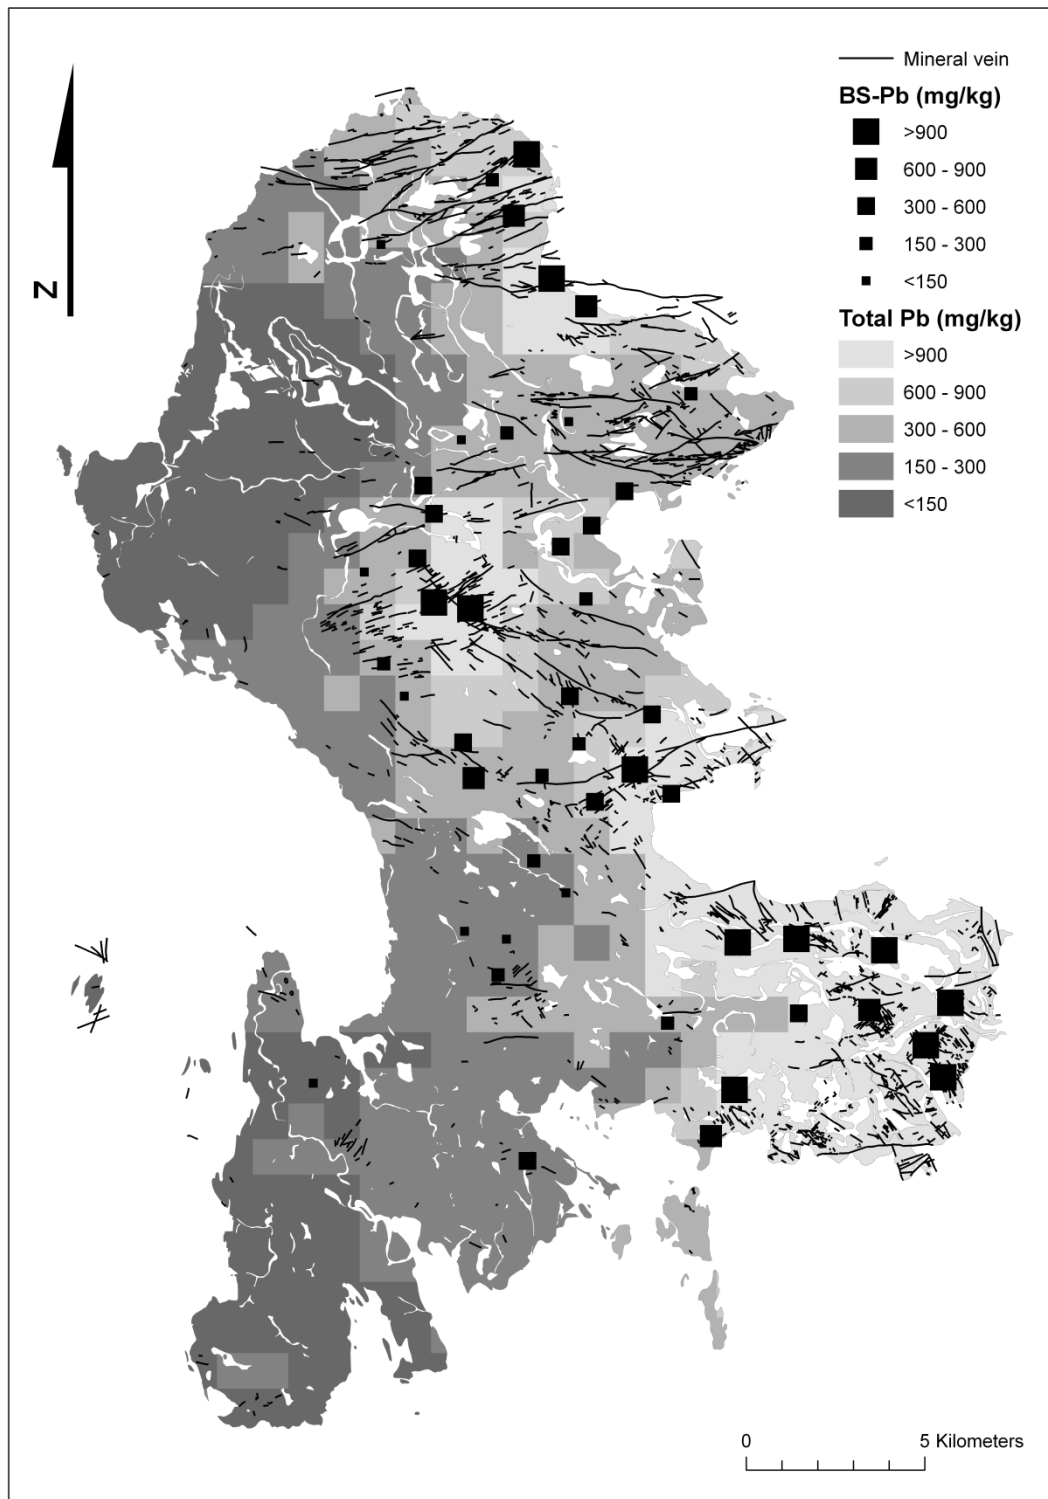 Mineral vein
BS-Pb (mg/kg)
>900
600 - 900
300 - 600
150 - 300
<150
Total Pb (mg/kg)
>900
600 - 900
300 - 600
150 - 300
<150
N
0 5 Kilometers